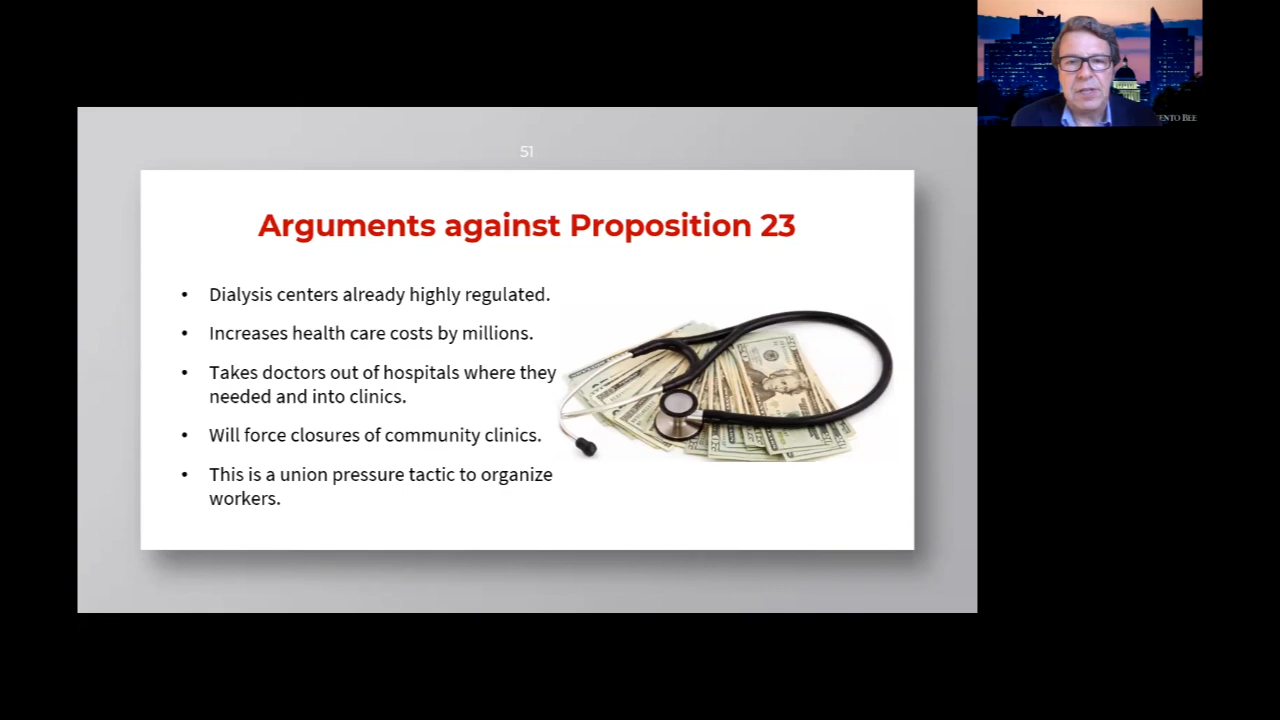 51
Arguments against Proposition 23
• Dialysis centers already highly regulated.
• Increases health care costs by millions.
• Takes doctors out of hospitals where they
needed and into clinics.
• Will force closures of community clinics.
• This is a union pressure tactic to organize
workers.
ENTO BEE